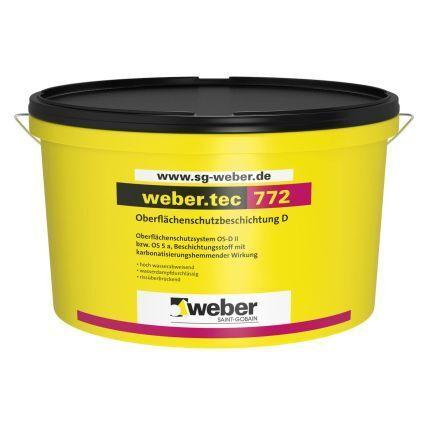 www.sg-weber.de
weber.tec 772
Oberflächenschutzbeschichtung D
Oberflächenschutzsystem OS-D II
bzw. OS 5 a, Beschichtungsstoff mit
karbonatisierungshemmender Wirkung
• hoch wasserabweisend
• wasserdampfdurchlässig
• rissüberbrückend
weber
SAINT-GOBAIN